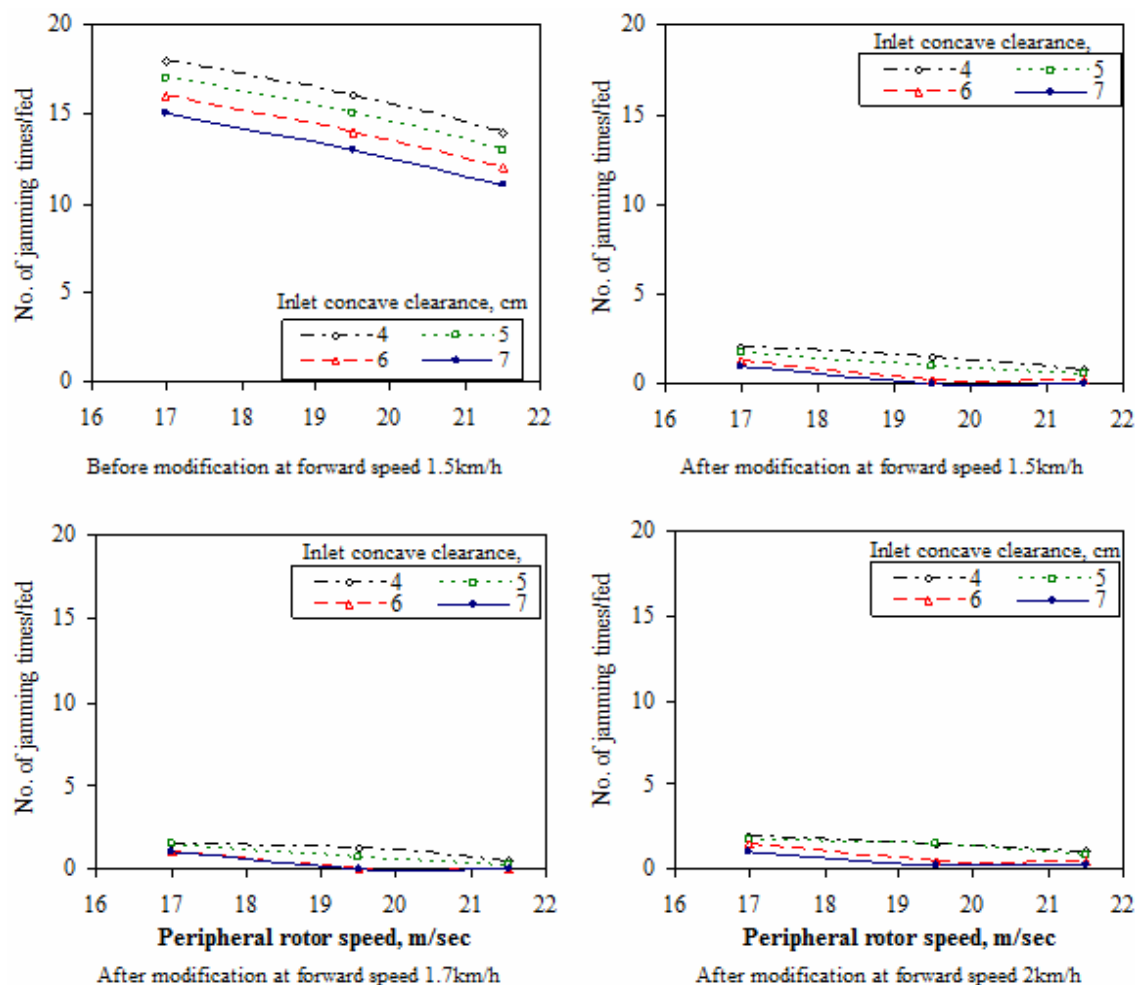 20
15
10
5
0
No. of jamming times/fed
Inlet concave clearance, cm
4 5
6 7
16 17 18 19 20 21 22
Before modification at forward speed 1.5km/h
20
15
10
5
0
No. of jamming times/fed
Inlet concave clearance,
4 5
6 7
16 17 18 19 20 21 22
After modification at forward speed 1.5km/h
20
15
10
5
0
No. of jamming times/fed
Inlet concave clearance,
4 5
6 7
16 17 18 19 20 21 22
Peripheral rotor speed, m/sec
After modification at forward speed 1.7km/h
20
15
10
5
0
No. of jamming times/fed
Inlet concave clearance, cm
4 5
6 7
16 17 18 19 20 21 22
Peripheral rotor speed, m/sec
After modification at forward speed 2km/h